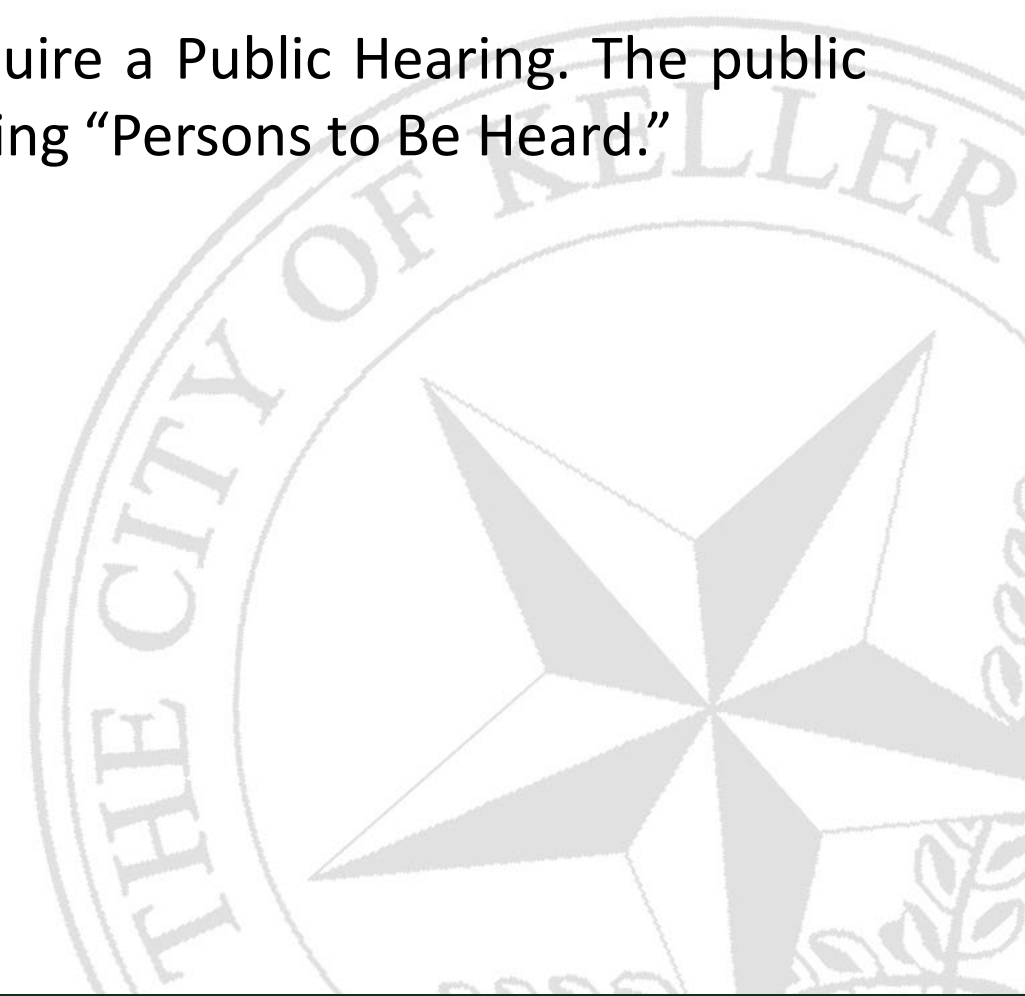 uire a Public Hearing. The public
ing “Persons to Be Heard.”
THE CITY OF KELLER